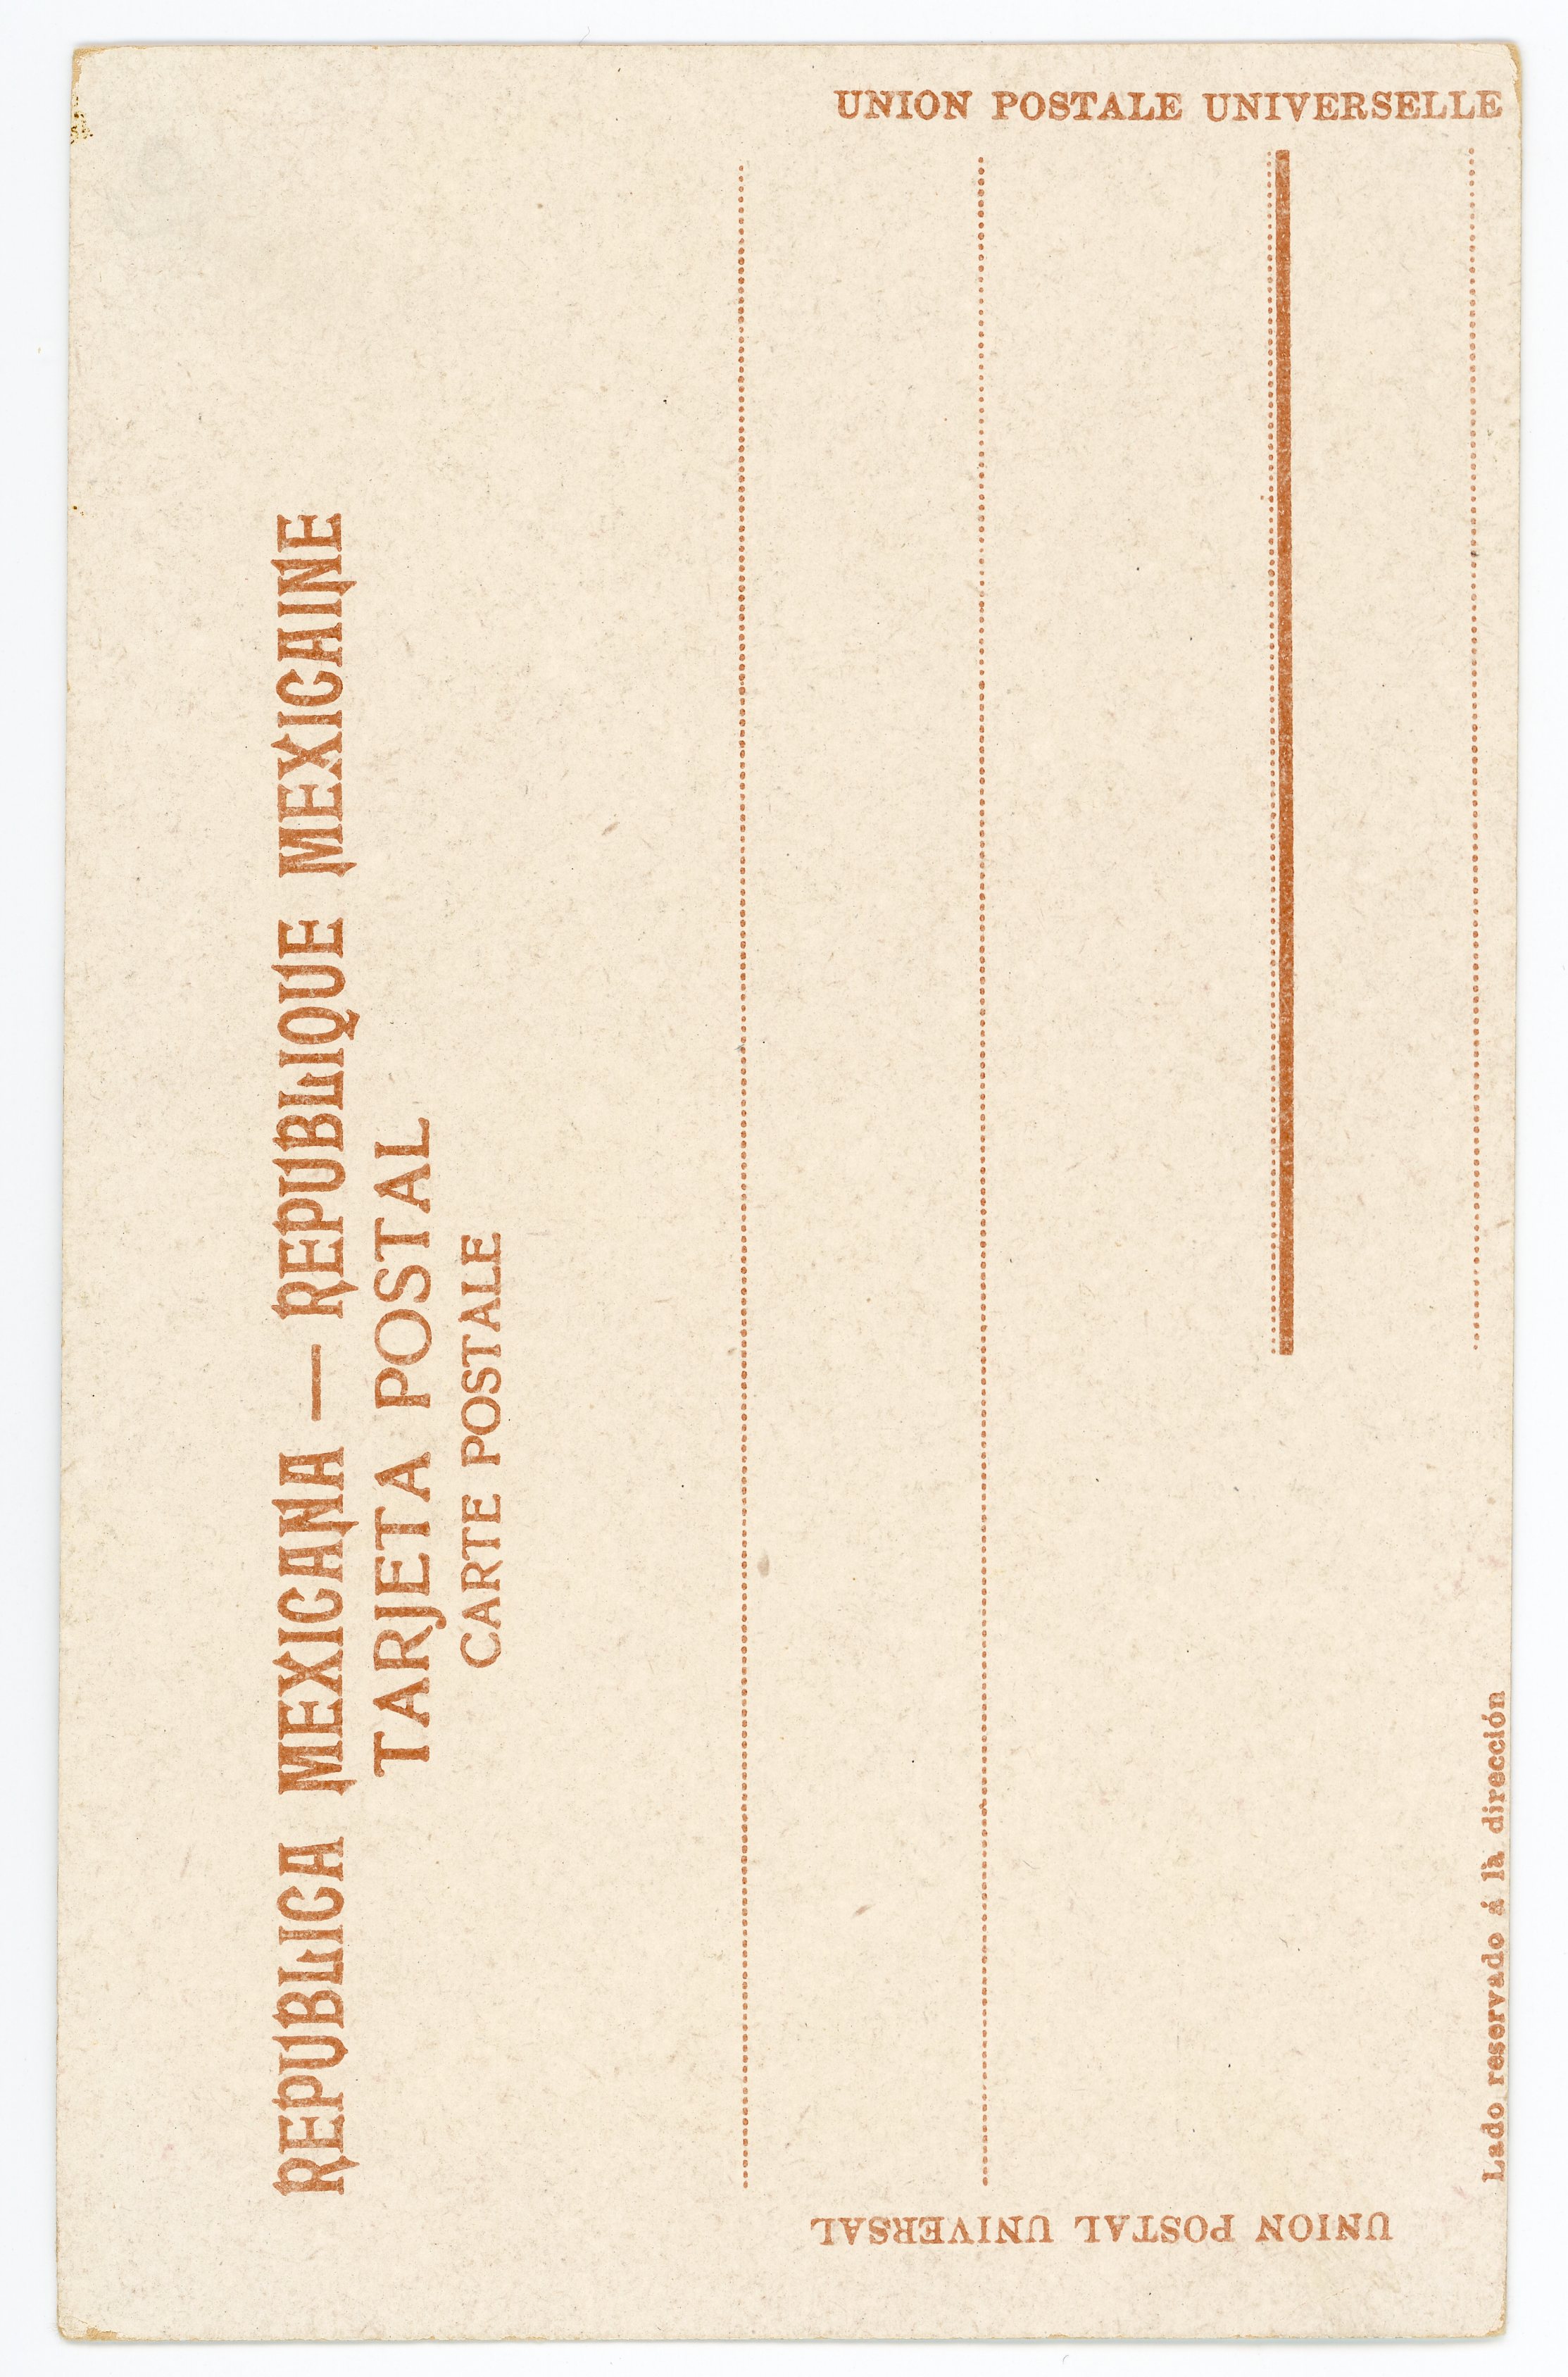 REPUBLICA MEXICANA — REPUBLIQUE MEXICAINE
TARJETA POSTAL
CARTE POSTALE
UNION POSTAL UNIVERSAL
UNION POSTALE UNIVERSELLE
Lado reservado á la dirección